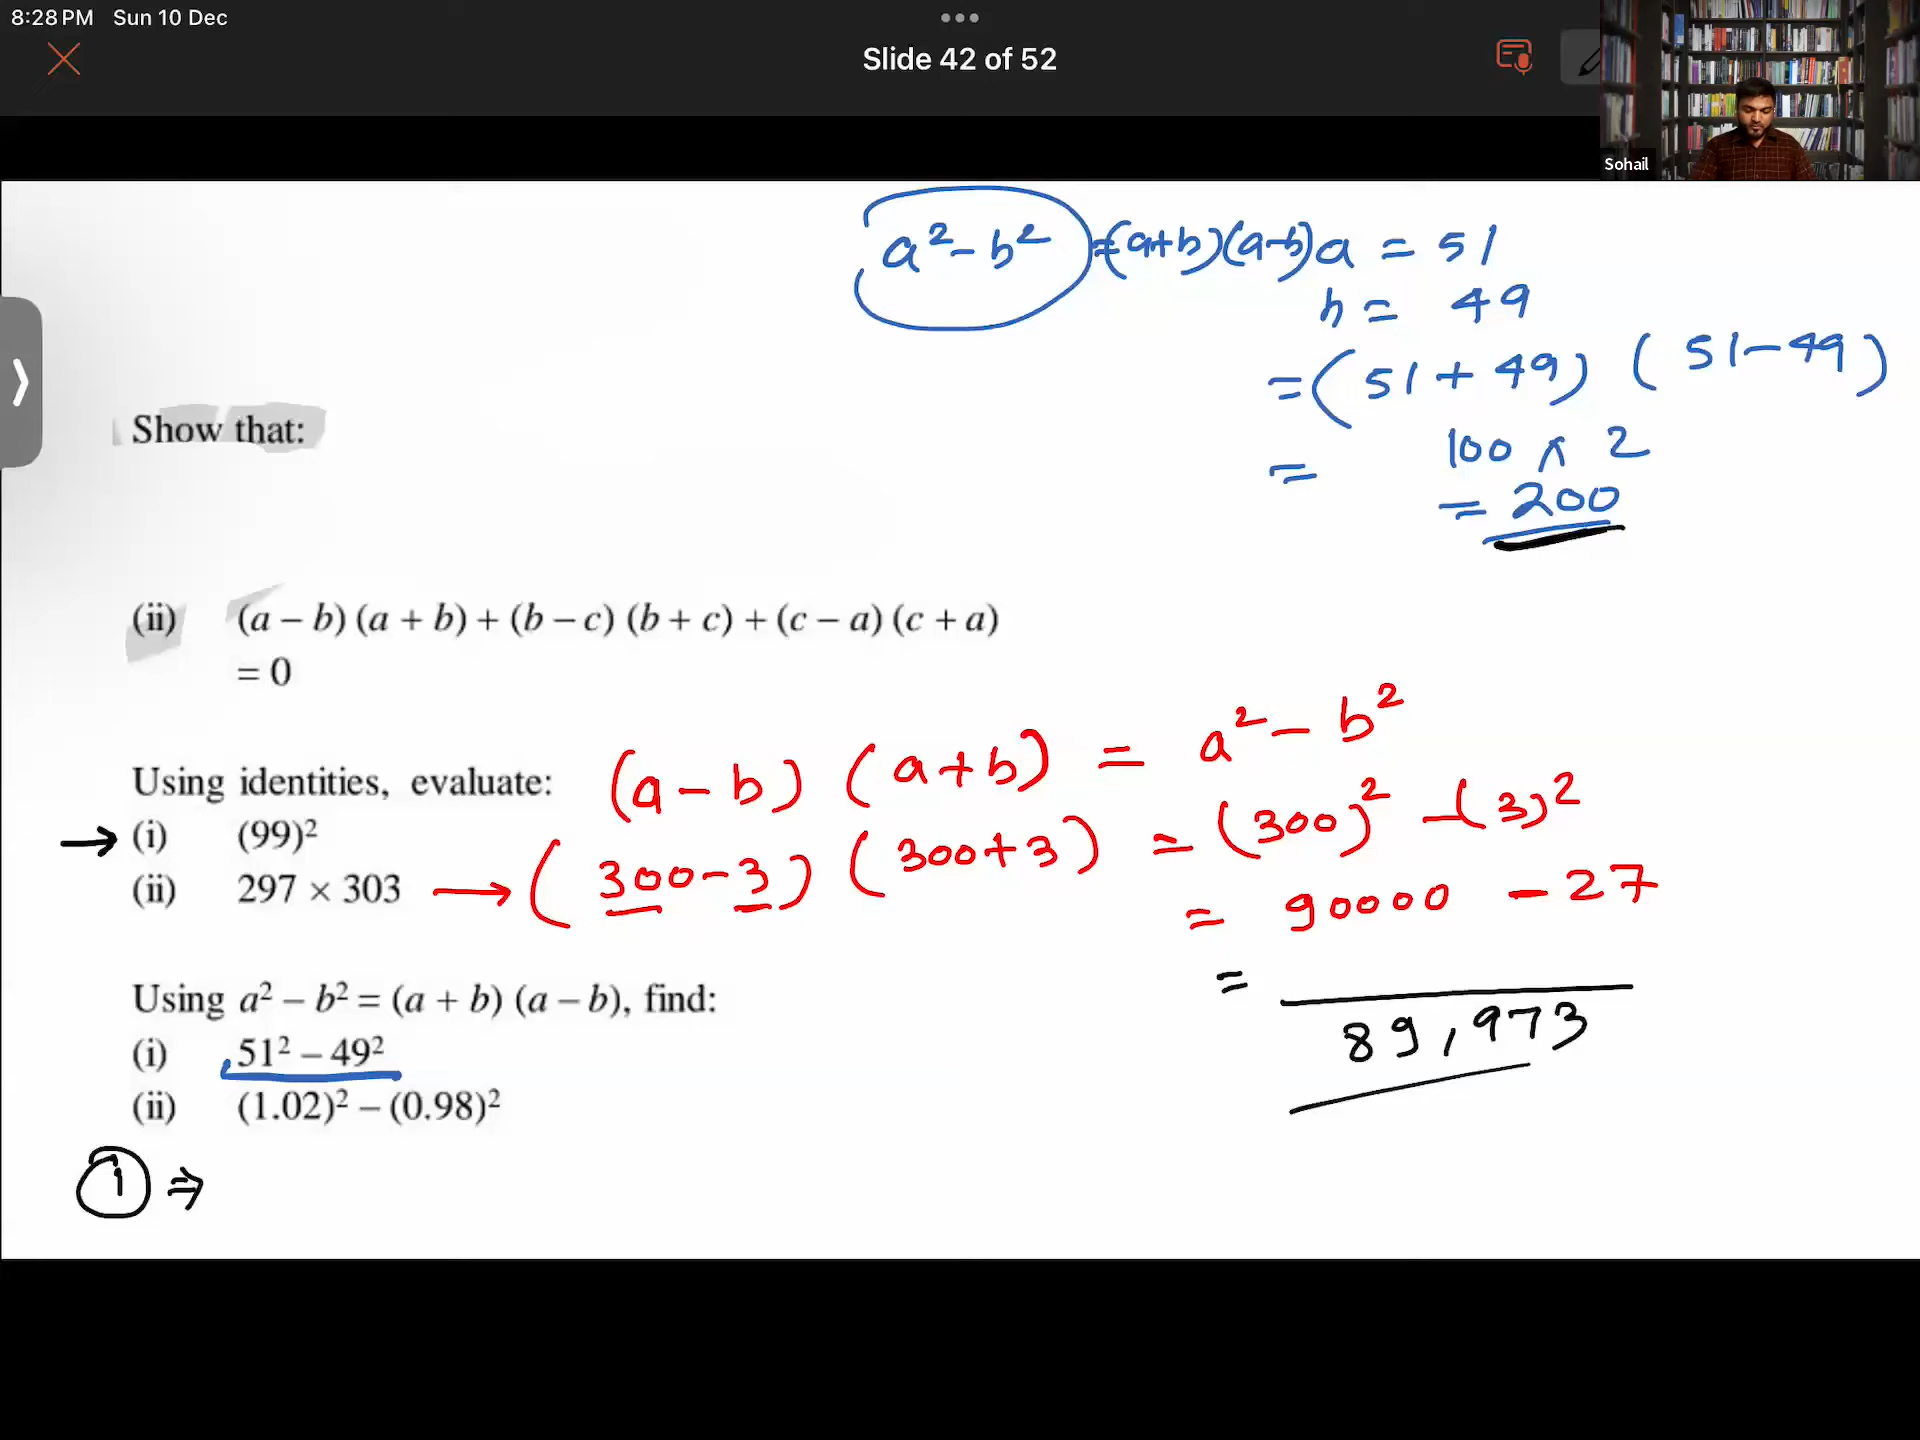 8:28 PM Sun 10 Dec
Slide 42 of 52
Sohail
a² – b² = (a+b)(a–b) a = 51
b = 49
= (51 + 49) (51 – 49)
= 100 × 2
= 200
Show that:
(ii) (a – b) (a + b) + (b – c) (b + c) + (c – a) (c + a)
= 0
Using identities, evaluate:
(a – b) (a + b) = a² – b²
(i) (99)²
(ii) 297 × 303 → (300 – 3) (300 + 3) = (300)² – (3)²
= 90000 – 27
= 89,973
Using a² – b² = (a + b) (a – b), find:
(i) 51² – 49²
(ii) (1.02)² – (0.98)²
① ⇒